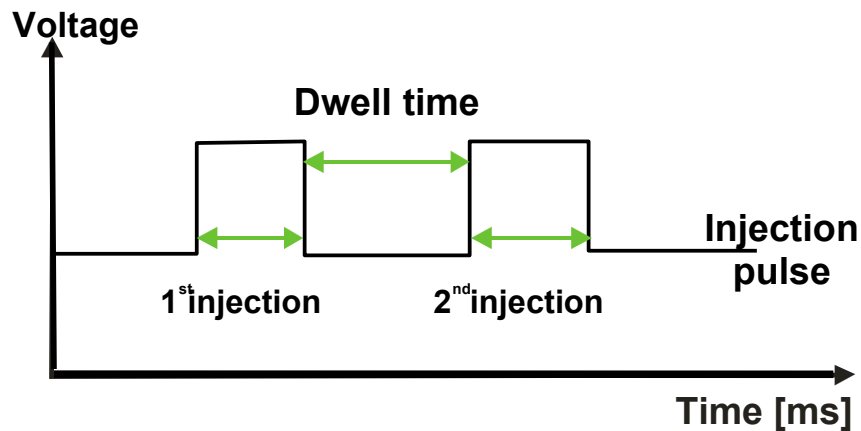 Voltage
Dwell time
Injection
pulse
1st injection
2nd injection
Time [ms]